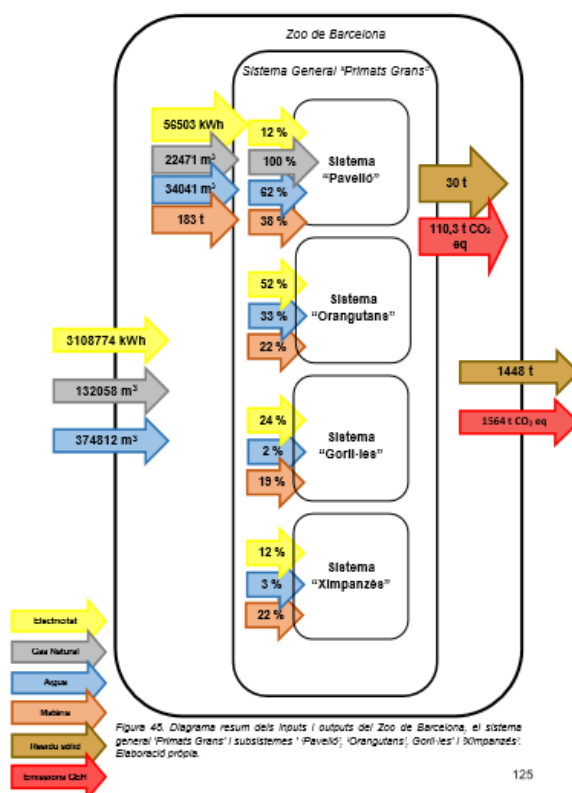 Zoo de Barcelona
Sistema General "Primats Grans"
56503 kWh
22471 m³
34041 m³
183 t
12 %
100 %
62 %
38 %
Sistema
"Pavelló"
30 t
110,3 t CO₂
eq
52 %
33 %
22 %
Sistema
"Orangutans"
3108774 kWh
132058 m³
374812 m³
24 %
2 %
19 %
Sistema
"Goril·les"
1448 t
1564 t CO₂ eq
12 %
3 %
22 %
Sistema
"Ximpanzés"
Electricitat
Gas Natural
Aigua
Matèria
Residu sòlid
Emissions GEH
Figura 45. Diagrama resum dels inputs i outputs del Zoo de Barcelona, el sistema
general 'Primats Grans' i subsistemes ' 'Pavelló', 'Orangutans', Goril·les' i 'Ximpanzés'.
Elaboració pròpia.
125